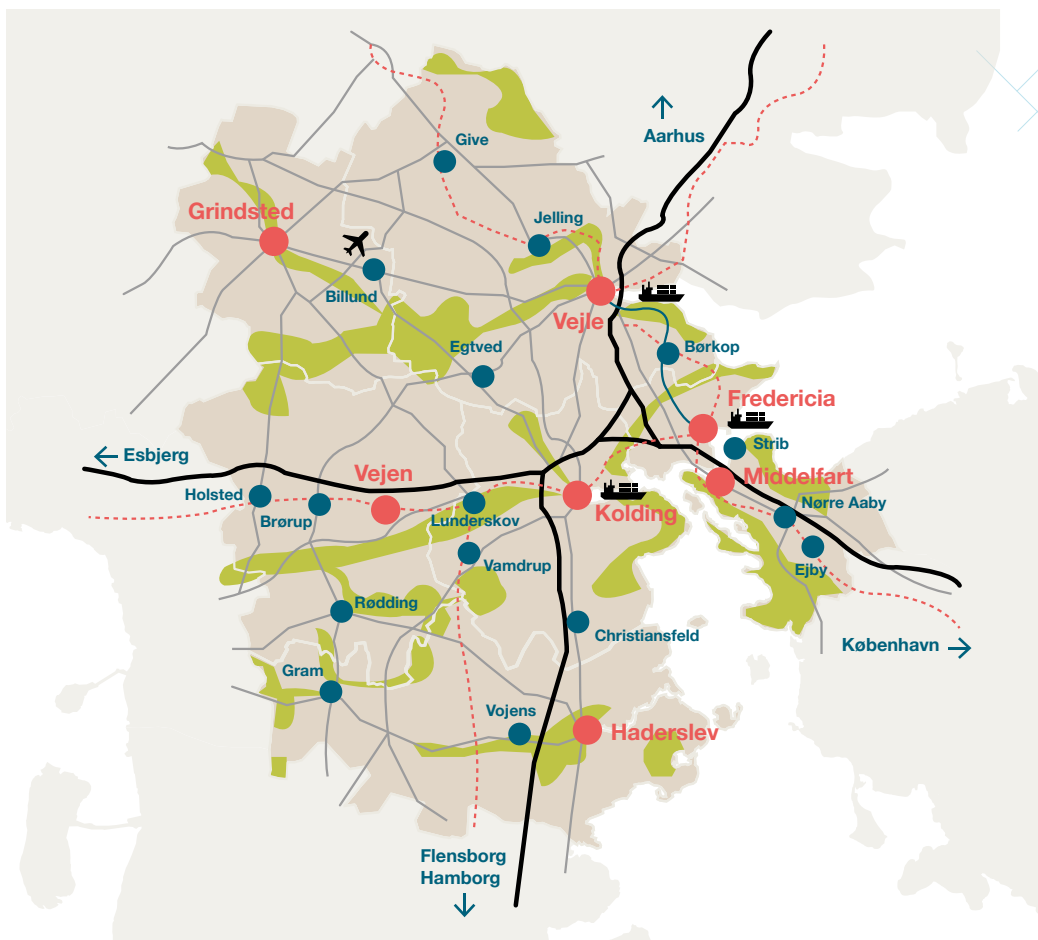 Aarhus
Give
Grindsted
Jelling
Billund
Vejle
Børkop
Egtved
Fredericia
Strib
Esbjerg
Vejen
Middelfart
Holsted
Brørup
Lunderskov
Kolding
Nørre Aaby
Ejby
Vamdrup
Rødding
Christiansfeld
København
Gram
Vojens
Haderslev
Flensborg
Hamborg